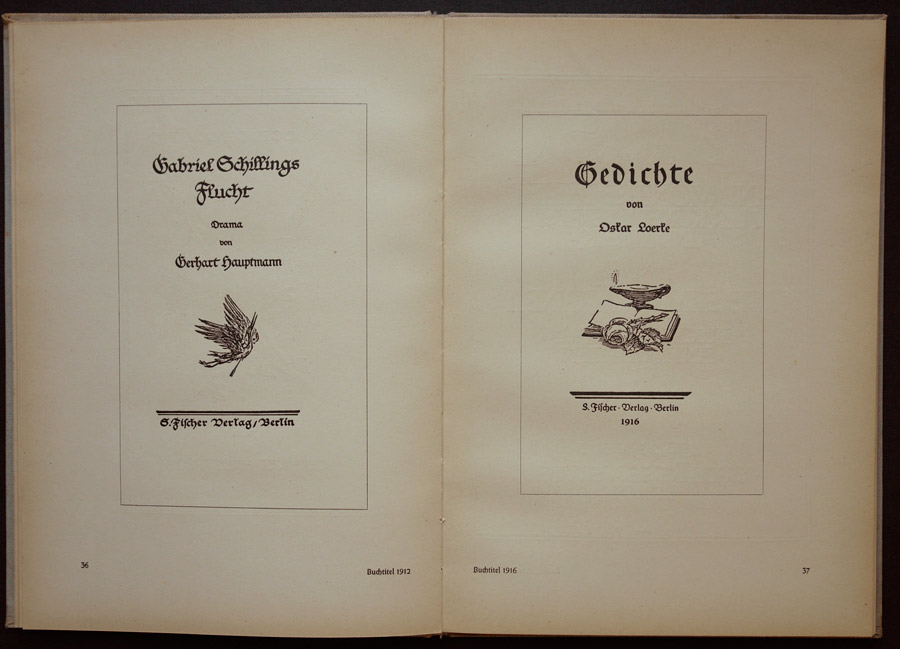 Gabriel Schillings
Flucht
Drama
von
Gerhart Hauptmann
S. Fischer Verlag / Berlin
36
Buchtitel 1912
Gedichte
von
Oskar Loerke
S. Fischer · Verlag · Berlin
1916
Buchtitel 1916
37